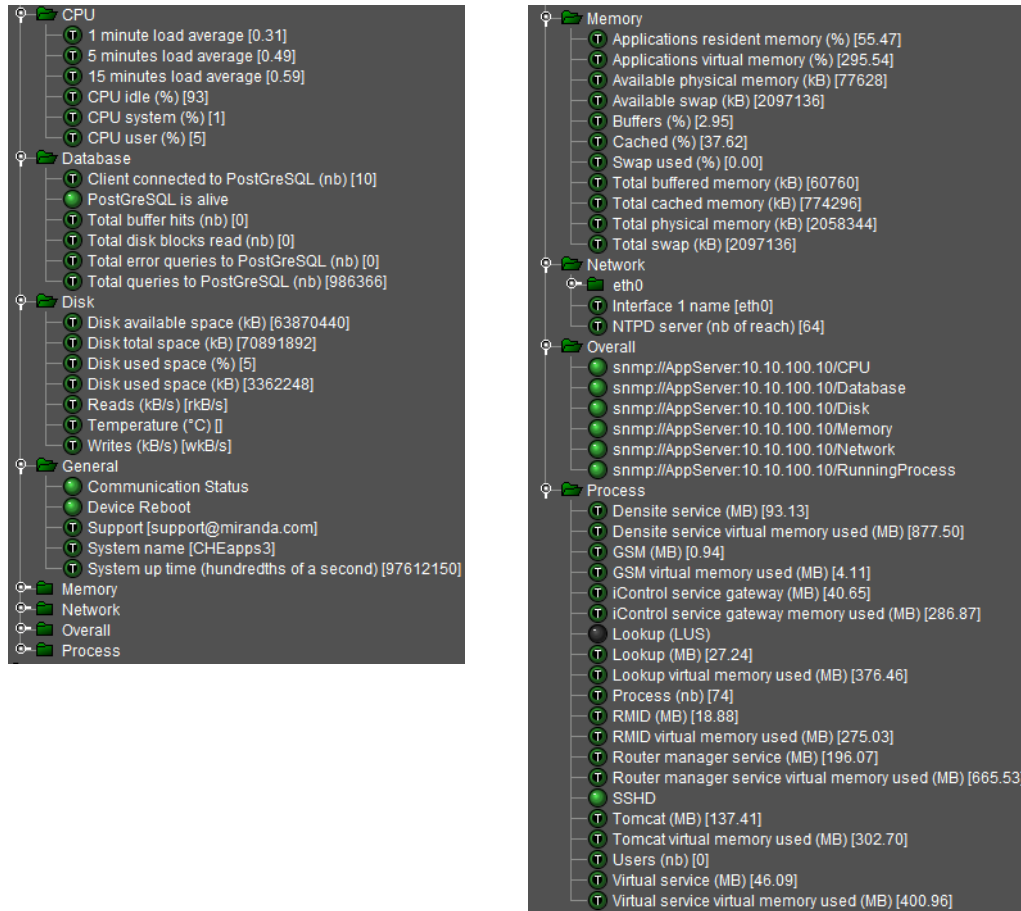 CPU
1 minute load average [0.31]
5 minutes load average [0.49]
15 minutes load average [0.59]
CPU idle (%) [93]
CPU system (%) [1]
CPU user (%) [5]
Database
Client connected to PostGreSQL (nb) [10]
PostGreSQL is alive
Total buffer hits (nb) [0]
Total disk blocks read (nb) [0]
Total error queries to PostGreSQL (nb) [0]
Total queries to PostGreSQL (nb) [986366]
Disk
Disk available space (kB) [63870440]
Disk total space (kB) [70891892]
Disk used space (%) [5]
Disk used space (kB) [3362248]
Reads (kB/s) [rkB/s]
Temperature (°C) []
Writes (kB/s) [wkB/s]
General
Communication Status
Device Reboot
Support [support@miranda.com]
System name [CHEapps3]
System up time (hundredths of a second) [97612150]
Memory
Network
Overall
Process
Memory
Applications resident memory (%) [55.47]
Applications virtual memory (%) [295.54]
Available physical memory (kB) [77628]
Available swap (kB) [2097136]
Buffers (%) [2.95]
Cached (%) [37.62]
Swap used (%) [0.00]
Total buffered memory (kB) [60760]
Total cached memory (kB) [774296]
Total physical memory (kB) [2058344]
Total swap (kB) [2097136]
Network
eth0
Interface 1 name [eth0]
NTPD server (nb of reach) [64]
Overall
snmp://AppServer:10.10.100.10/CPU
snmp://AppServer:10.10.100.10/Database
snmp://AppServer:10.10.100.10/Disk
snmp://AppServer:10.10.100.10/Memory
snmp://AppServer:10.10.100.10/Network
snmp://AppServer:10.10.100.10/RunningProcess
Process
Densite service (MB) [93.13]
Densite service virtual memory used (MB) [877.50]
GSM (MB) [0.94]
GSM virtual memory used (MB) [4.11]
iControl service gateway (MB) [40.65]
iControl service gateway memory used (MB) [286.87]
Lookup (LUS)
Lookup (MB) [27.24]
Lookup virtual memory used (MB) [376.46]
Process (nb) [74]
RMID (MB) [18.88]
RMID virtual memory used (MB) [275.03]
Router manager service (MB) [196.07]
Router manager service virtual memory used (MB) [665.53]
SSHD
Tomcat (MB) [137.41]
Tomcat virtual memory used (MB) [302.70]
Users (nb) [0]
Virtual service (MB) [46.09]
Virtual service virtual memory used (MB) [400.96]